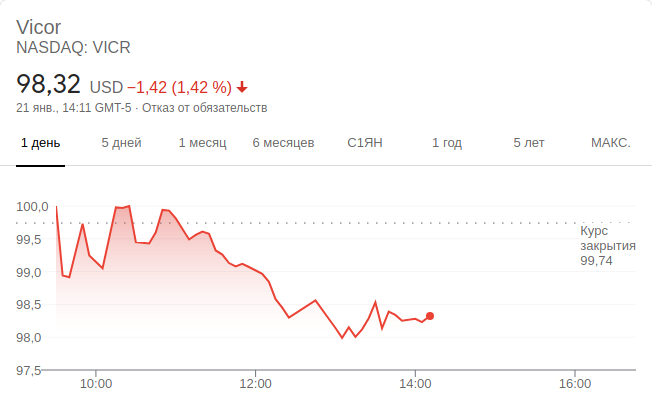 Vicor
NASDAQ: VICR
98,32 USD −1,42 (1,42 %)
21 янв., 14:11 GMT-5 · Отказ от обязательств
1 день 5 дней 1 месяц 6 месяцев С1ЯН 1 год 5 лет МАКС.
100,0
99,5
99,0
98,5
98,0
97,5
Курс
закрытия
99,74
10:00 12:00 14:00 16:00